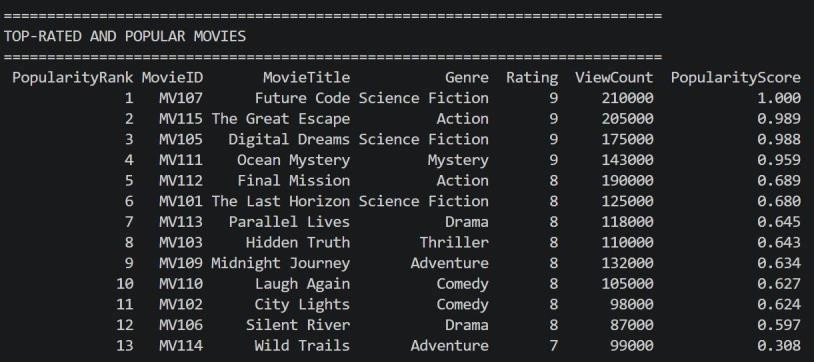 ============================================================================
TOP-RATED AND POPULAR MOVIES
============================================================================
PopularityRank MovieID MovieTitle Genre Rating ViewCount PopularityScore
1 MV107 Future Code Science Fiction 9 210000 1.000
2 MV115 The Great Escape Action 9 205000 0.989
3 MV105 Digital Dreams Science Fiction 9 175000 0.988
4 MV111 Ocean Mystery Mystery 9 143000 0.959
5 MV112 Final Mission Action 8 190000 0.689
6 MV101 The Last Horizon Science Fiction 8 125000 0.680
7 MV113 Parallel Lives Drama 8 118000 0.645
8 MV103 Hidden Truth Thriller 8 110000 0.643
9 MV109 Midnight Journey Adventure 8 132000 0.634
10 MV110 Laugh Again Comedy 8 105000 0.627
11 MV102 City Lights Comedy 8 98000 0.624
12 MV106 Silent River Drama 8 87000 0.597
13 MV114 Wild Trails Adventure 7 99000 0.308